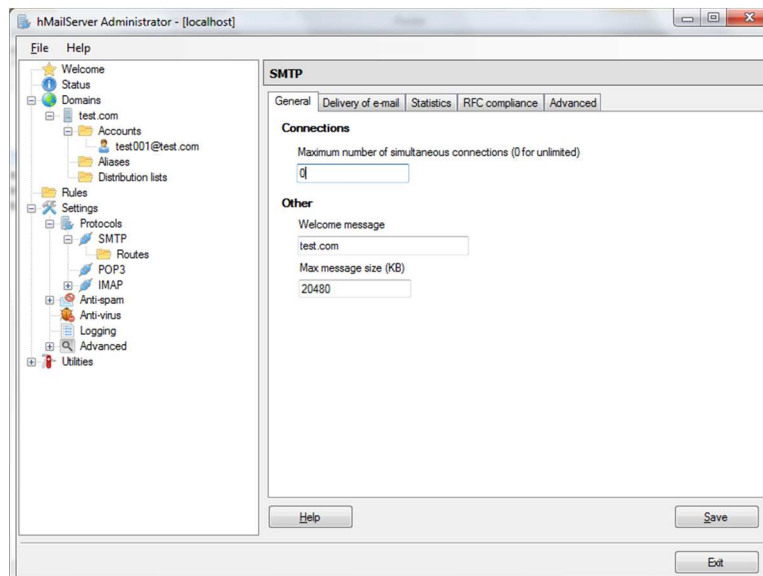 hMailServer Administrator - [localhost]
File Help
Welcome
Status
Domains
test.com
Accounts
test001@test.com
Aliases
Distribution lists
Rules
Settings
Protocols
SMTP
Routes
POP3
IMAP
Anti-spam
Anti-virus
Logging
Advanced
Utilities
SMTP
General Delivery of e-mail Statistics RFC compliance Advanced
Connections
Maximum number of simultaneous connections (0 for unlimited)
0
Other
Welcome message
test.com
Max message size (KB)
20480
Help Save
Exit